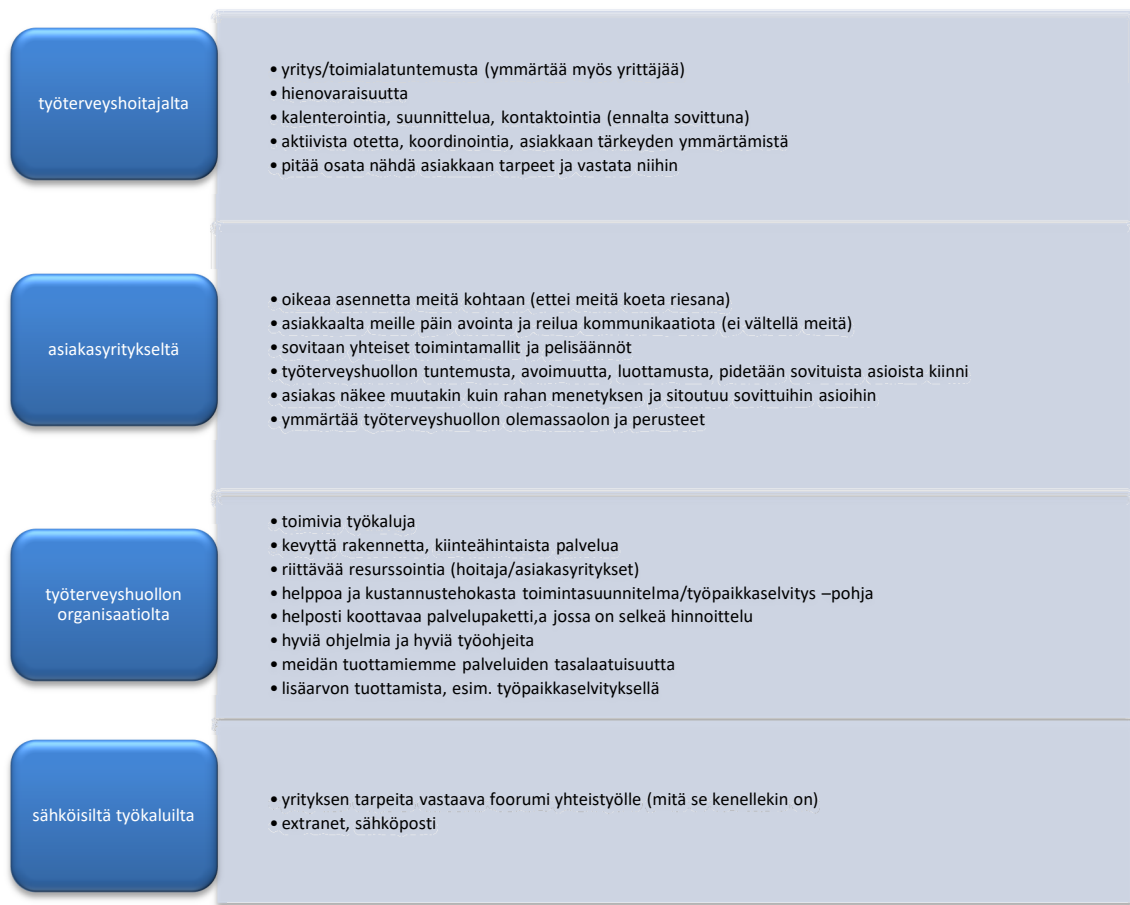 työterveyshoitajalta
• yritys/toimialatuntemusta (ymmärtää myös yrittäjää)
• hienovaraisuutta
• kalenterointia, suunnittelua, kontaktointia (ennalta sovittuna)
• aktiivista otetta, koordinointia, asiakkaan tärkeyden ymmärtämistä
• pitää osata nähdä asiakkaan tarpeet ja vastata niihin
asiakasyritykseltä
• oikeaa asennetta meitä kohtaan (ettei meitä koeta riesana)
• asiakkaalta meille päin avointa ja reilua kommunikaatiota (ei vältellä meitä)
• sovitaan yhteiset toimintamallit ja pelisäännöt
• työterveyshuollon tuntemusta, avoimuutta, luottamusta, pidetään sovituista asioista kiinni
• asiakas näkee muutakin kuin rahan menetyksen ja sitoutuu sovittuihin asioihin
• ymmärtää työterveyshuollon olemassaolon ja perusteet
työterveyshuollon
organisaatiolta
• toimivia työkaluja
• kevyttä rakennetta, kiinteähintaista palvelua
• riittävää resurssointia (hoitaja/asiakasyritykset)
• helppoa ja kustannustehokasta toimintasuunnitelma/työpaikkaselvitys –pohja
• helposti koottavaa palvelupaketti,a jossa on selkeä hinnoittelu
• hyviä ohjelmia ja hyviä työohjeita
• meidän tuottamiemme palveluiden tasalaatuisuutta
• lisäarvon tuottamista, esim. työpaikkaselvityksellä
sähköisiltä työkaluilta
• yrityksen tarpeita vastaava foorumi yhteistyölle (mitä se kenellekin on)
• extranet, sähköposti